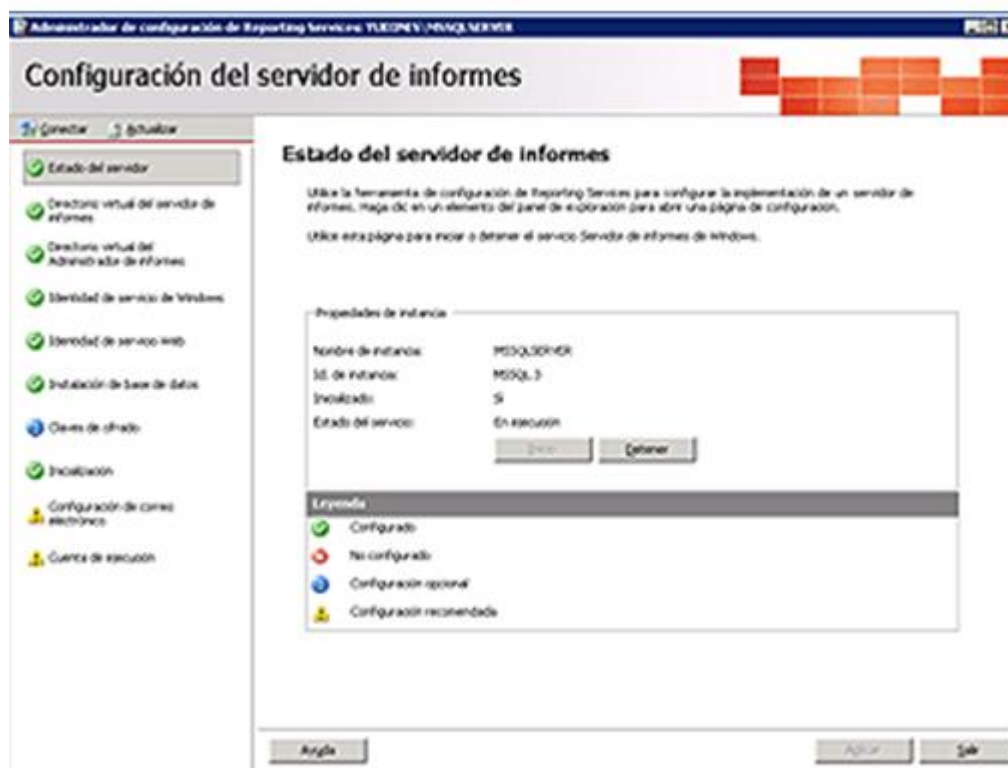 Administrador de configuración de Reporting Services: YUKONESV\MSSQLSERVER
Configuración del servidor de informes
Conectar Actualizar
Estado del servidor
Directorio virtual del servidor de
informes
Directorio virtual del
Administrador de informes
Identidad de servicio de Windows
Identidad de servicio Web
Instalación de base de datos
Claves de cifrado
Inicialización
Configuración de correo
electrónico
Cuenta de ejecución
Estado del servidor de informes
Utilice la herramienta de configuración de Reporting Services para configurar la implementación de un servidor de
informes. Haga clic en un elemento del panel de exploración para abrir una página de configuración.
Utilice esta página para iniciar o detener el servicio Servidor de informes de Windows.
Propiedades de instancia
Nombre de instancia: MSSQLSERVER
Id. de instancia: MSSQL.3
Inicializado: Sí
Estado del servicio: En ejecución
Iniciar Detener
Leyenda
Configurado
No configurado
Configuración opcional
Configuración recomendada
Ayuda Aplicar Salir